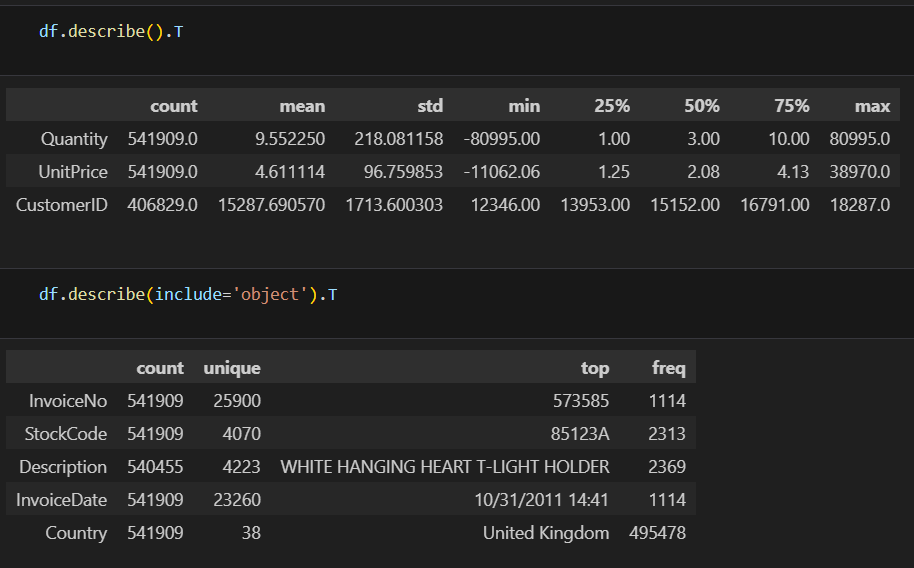 df.describe().T
count mean std min 25% 50% 75% max
Quantity 541909.0 9.552250 218.081158 -80995.00 1.00 3.00 10.00 80995.0
UnitPrice 541909.0 4.611114 96.759853 -11062.06 1.25 2.08 4.13 38970.0
CustomerID 406829.0 15287.690570 1713.600303 12346.00 13953.00 15152.00 16791.00 18287.0
df.describe(include='object').T
count unique top freq
InvoiceNo 541909 25900 573585 1114
StockCode 541909 4070 85123A 2313
Description 540455 4223 WHITE HANGING HEART T-LIGHT HOLDER 2369
InvoiceDate 541909 23260 10/31/2011 14:41 1114
Country 541909 38 United Kingdom 495478